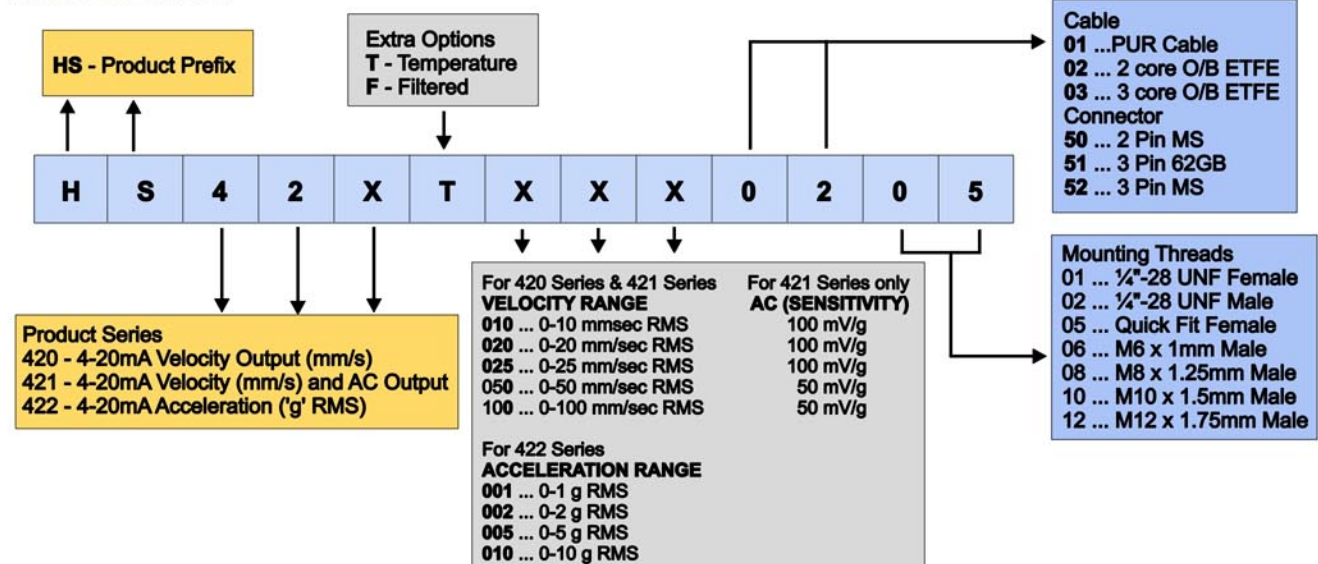 HS - Product Prefix
Extra Options
T - Temperature
F - Filtered
Cable
01 ...PUR Cable
02 ... 2 core O/B ETFE
03 ... 3 core O/B ETFE
Connector
50 ... 2 Pin MS
51 ... 3 Pin 62GB
52 ... 3 Pin MS
H S 4 2 X T X X X 0 2 0 5
Product Series
420 - 4-20mA Velocity Output (mm/s)
421 - 4-20mA Velocity (mm/s) and AC Output
422 - 4-20mA Acceleration ('g' RMS)
For 420 Series & 421 Series For 421 Series only
VELOCITY RANGE AC (SENSITIVITY)
010 ... 0-10 mmsec RMS 100 mV/g
020 ... 0-20 mm/sec RMS 100 mV/g
025 ... 0-25 mm/sec RMS 100 mV/g
050 ... 0-50 mm/sec RMS 50 mV/g
100 ... 0-100 mm/sec RMS 50 mV/g
For 422 Series
ACCELERATION RANGE
001 ... 0-1 g RMS
002 ... 0-2 g RMS
005 ... 0-5 g RMS
010 ... 0-10 g RMS
Mounting Threads
01 ... ¼"-28 UNF Female
02 ... ¼"-28 UNF Male
05 ... Quick Fit Female
06 ... M6 x 1mm Male
08 ... M8 x 1.25mm Male
10 ... M10 x 1.5mm Male
12 ... M12 x 1.75mm Male